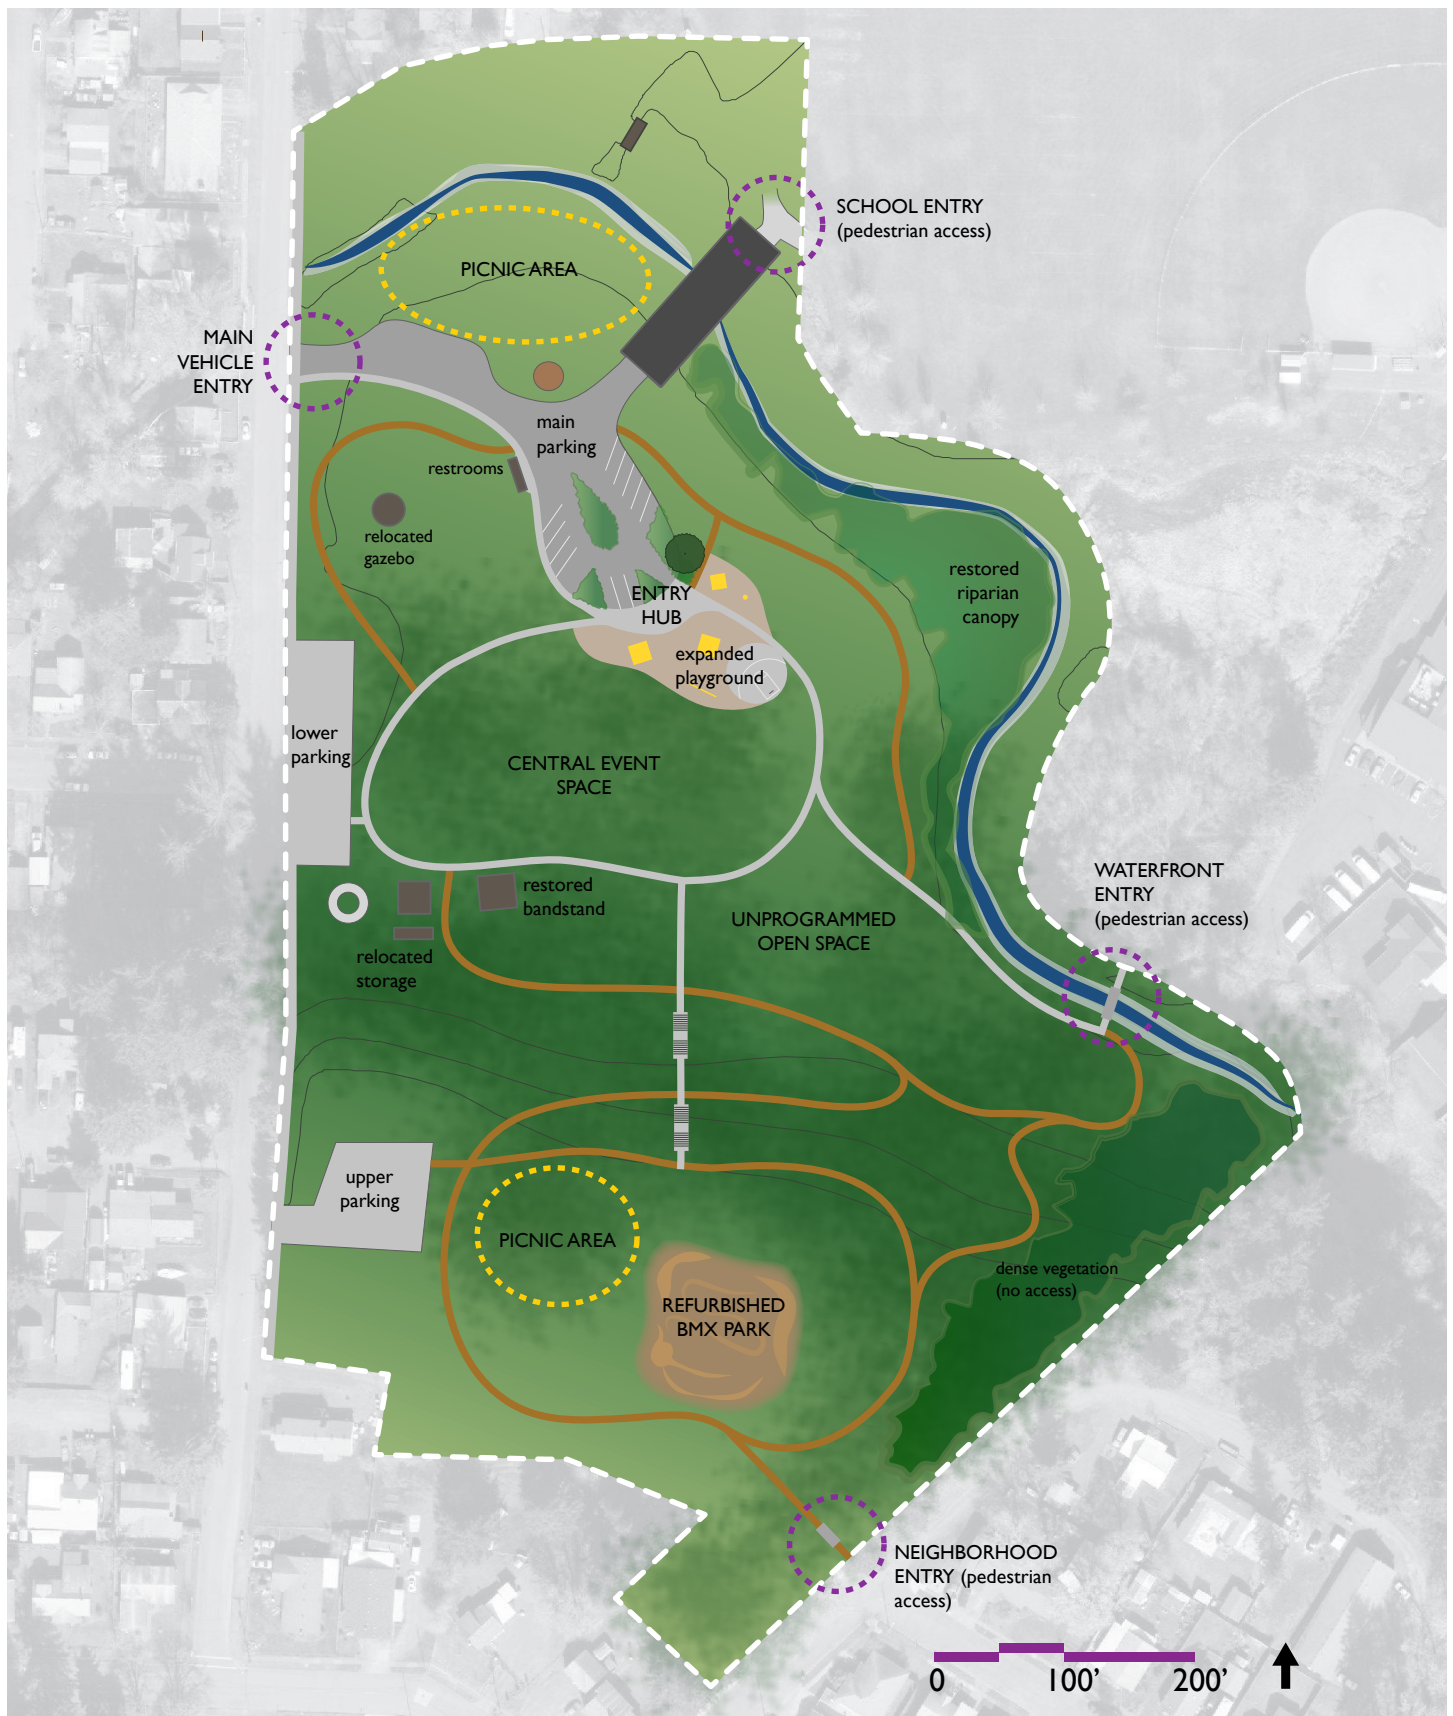 SCHOOL ENTRY
(pedestrian access)
PICNIC AREA
MAIN
VEHICLE
ENTRY
main
parking
restrooms
relocated
gazebo
restored
riparian
canopy
ENTRY
HUB
expanded
playground
lower
parking
CENTRAL EVENT
SPACE
WATERFRONT
ENTRY
(pedestrian access)
restored
bandstand
UNPROGRAMMED
OPEN SPACE
relocated
storage
upper
parking
PICNIC AREA
dense vegetation
(no access)
REFURBISHED
BMX PARK
NEIGHBORHOOD
ENTRY (pedestrian
access)
0 100' 200'